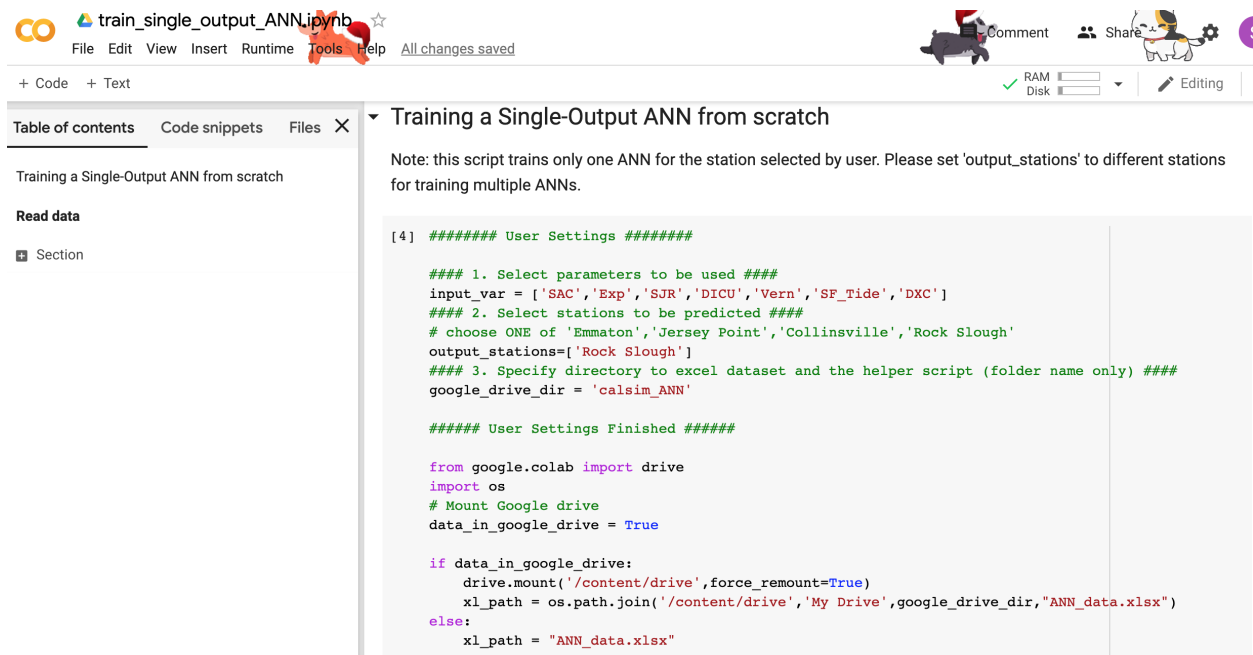 train_single_output_ANN.ipynb
File Edit View Insert Runtime Tools Help All changes saved
Comment Share
+ Code + Text
RAM
Disk
Editing
Table of contents Code snippets Files
Training a Single-Output ANN from scratch
Read data
Section
Training a Single-Output ANN from scratch
Note: this script trains only one ANN for the station selected by user. Please set 'output_stations' to different stations
for training multiple ANNs.
[4] ######## User Settings ########
#### 1. Select parameters to be used ####
input_var = ['SAC','Exp','SJR','DICU','Vern','SF_Tide','DXC']
#### 2. Select stations to be predicted ####
# choose ONE of 'Emmaton','Jersey Point','Collinsville','Rock Slough'
output_stations=['Rock Slough']
#### 3. Specify directory to excel dataset and the helper script (folder name only) ####
google_drive_dir = 'calsim_ANN'
###### User Settings Finished ######
from google.colab import drive
import os
# Mount Google drive
data_in_google_drive = True
if data_in_google_drive:
    drive.mount('/content/drive',force_remount=True)
    xl_path = os.path.join('/content/drive','My Drive',google_drive_dir,"ANN_data.xlsx")
else:
    xl_path = "ANN_data.xlsx"